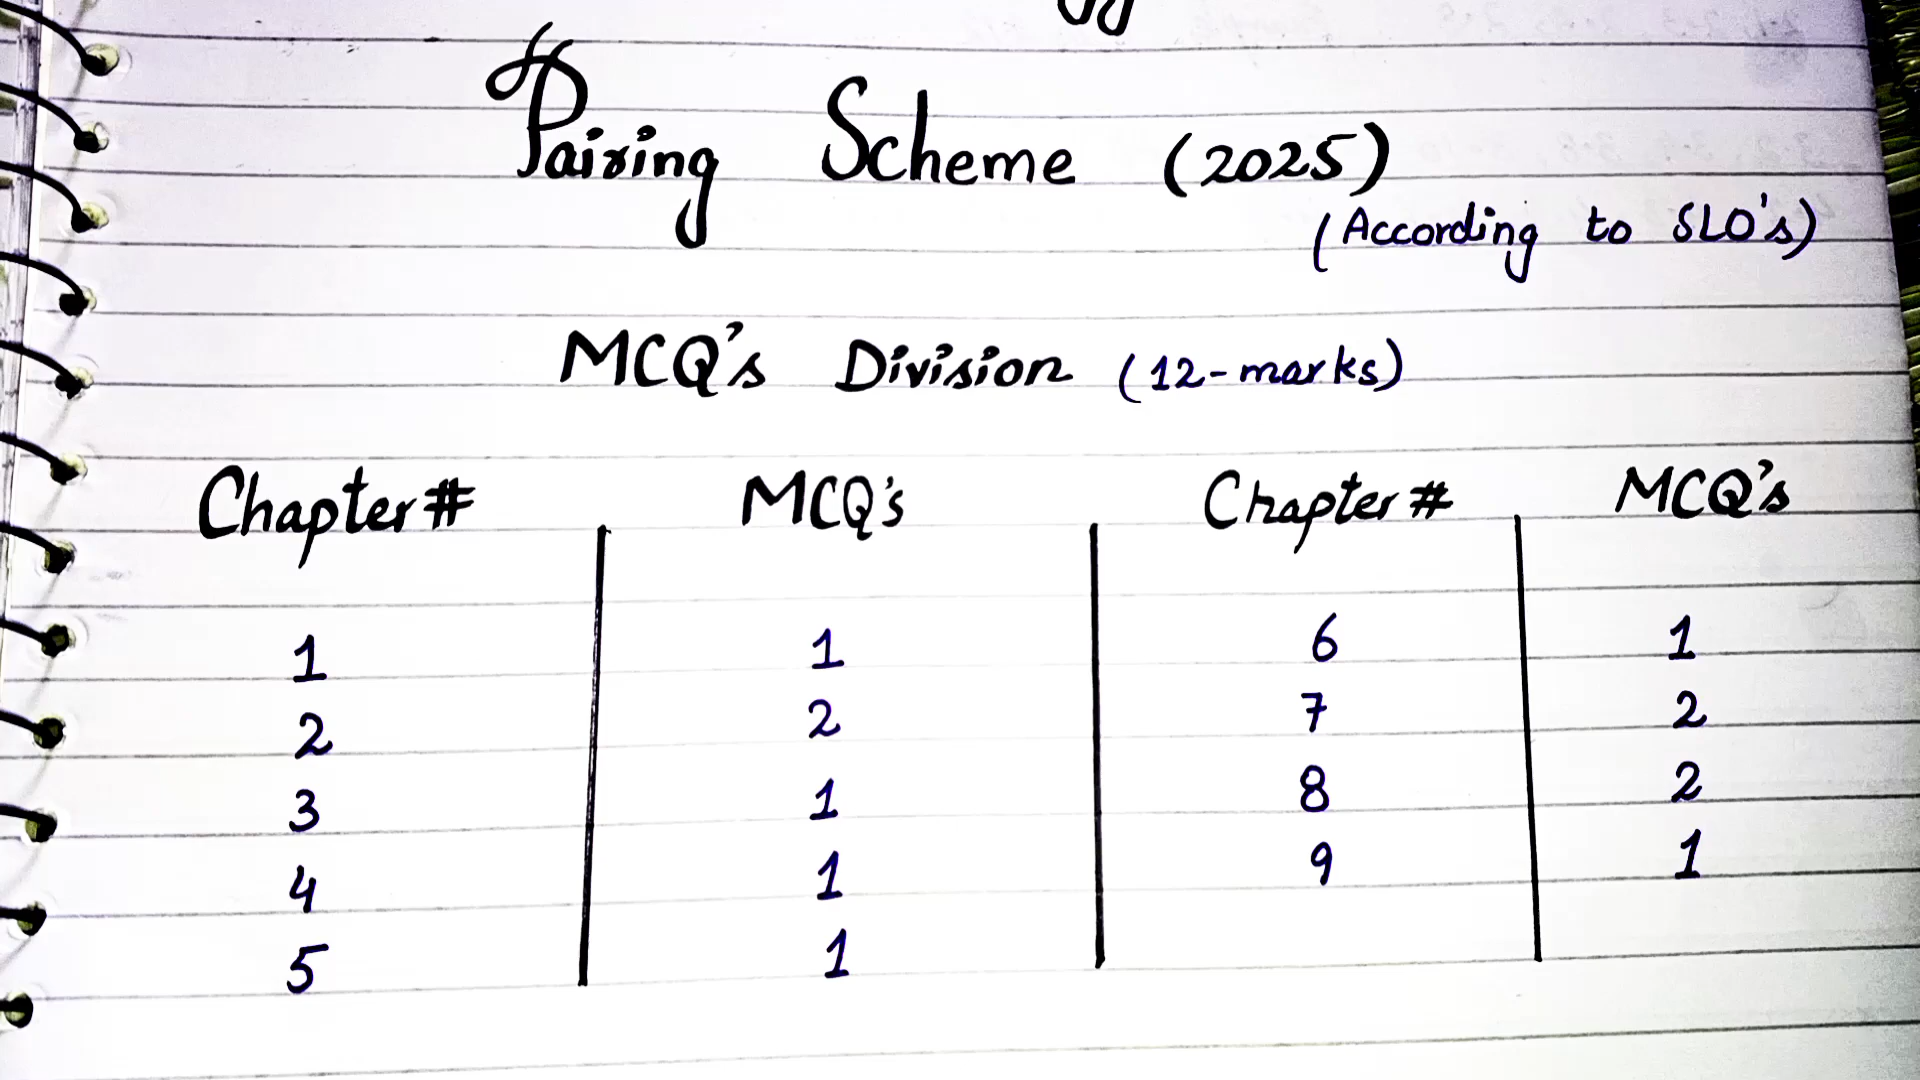 Pairing Scheme (2025)
(According to SLO's)
MCQ's Division (12-marks)
Chapter # MCQ's Chapter # MCQ's
1 1 6 1
2 2 7 2
3 1 8 2
4 1 9 1
5 1